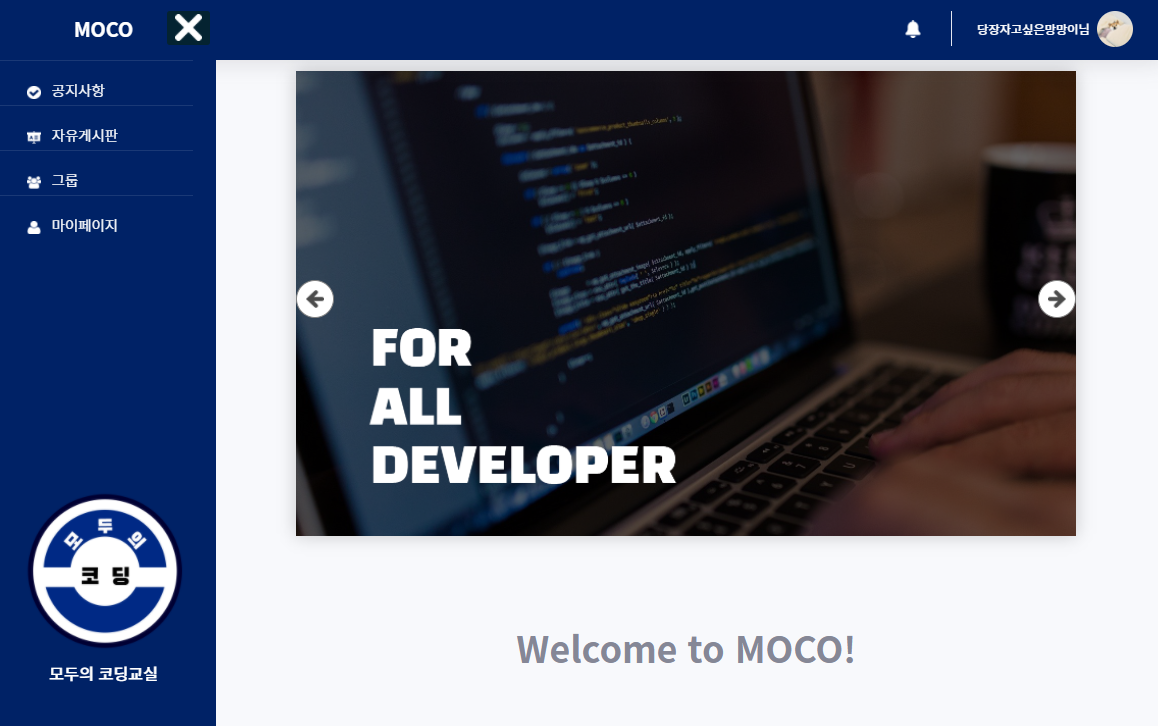 MOCO
당장자고싶은망망이님
공지사항
자유게시판
그룹
마이페이지
FOR
ALL
DEVELOPER
모두의
코딩
모두의 코딩교실
Welcome to MOCO!